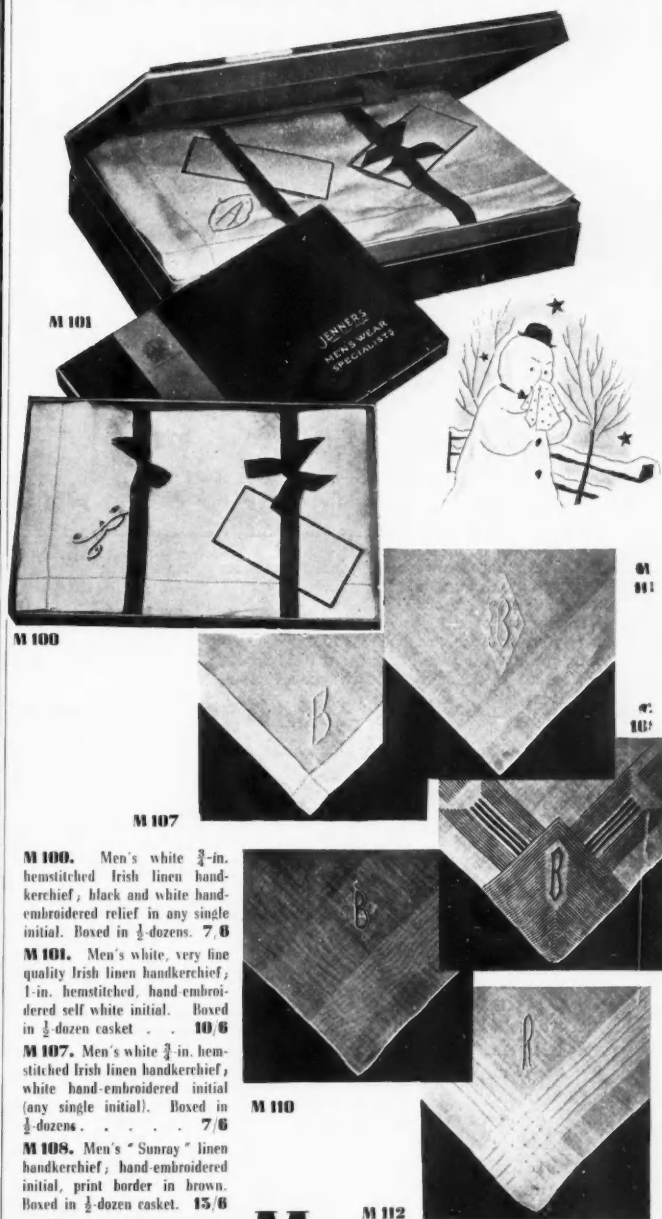 M 101
JENNERS
MEN'S WEAR
SPECIALISTS
M 100
M 107
M 100. Men's white ¾-in.
hemstitched Irish linen hand-
kerchief; black and white hand-
embroidered relief in any single
initial. Boxed in ½-dozens. 7/6
M 101. Men's white, very fine
quality Irish linen handkerchief;
1-in. hemstitched, hand-embroi-
dered self white initial. Boxed
in ½-dozen casket . . 10/6
M 107. Men's white ¾-in. hem-
stitched Irish linen handkerchief;
white hand-embroidered initial
(any single initial). Boxed in
½-dozens . . . . . 7/6
M 108. Men's "Sunray" linen
handkerchief; hand-embroidered
initial, print border in brown.
Boxed in ½-dozen casket. 15/6
A
B
B
B
B
R
M 110
M 112